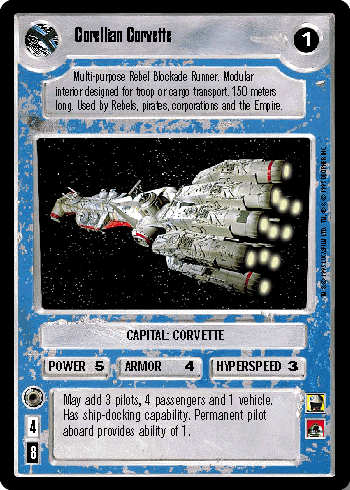 Corellian Corvette
1
Multi-purpose Rebel Blockade Runner. Modular
interior designed for troop or cargo transport. 150 meters
long. Used by Rebels, pirates, corporations and the Empire.
CAPITAL: CORVETTE
POWER 5 ARMOR 4 HYPERSPEED 3
May add 3 pilots, 4 passengers and 1 vehicle.
Has ship-docking capability. Permanent pilot
aboard provides ability of 1.
4
8